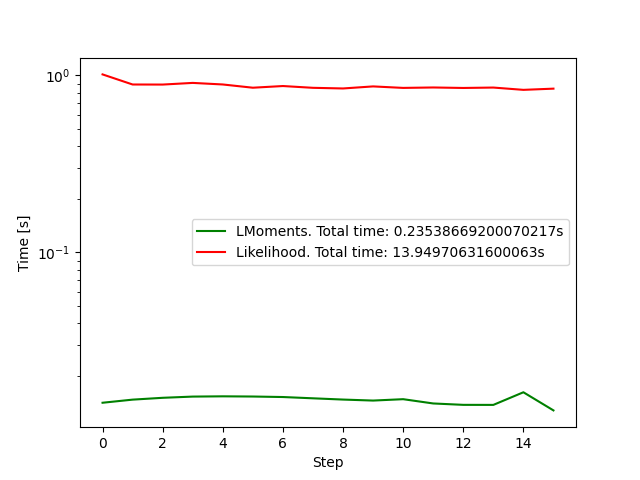 10⁰
10⁻¹
Time [s]
LMoments. Total time: 0.23538669200070217s
Likelihood. Total time: 13.94970631600063s
0 2 4 6 8 10 12 14
Step